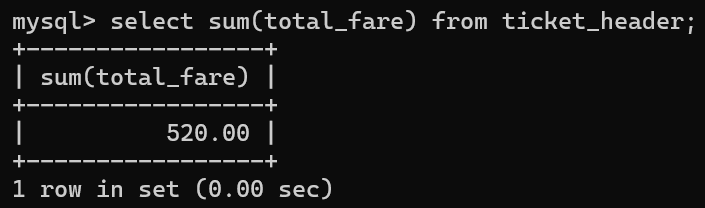 mysql> select sum(total_fare) from ticket_header;
+-----------------+
| sum(total_fare) |
+-----------------+
|          520.00 |
+-----------------+
1 row in set (0.00 sec)